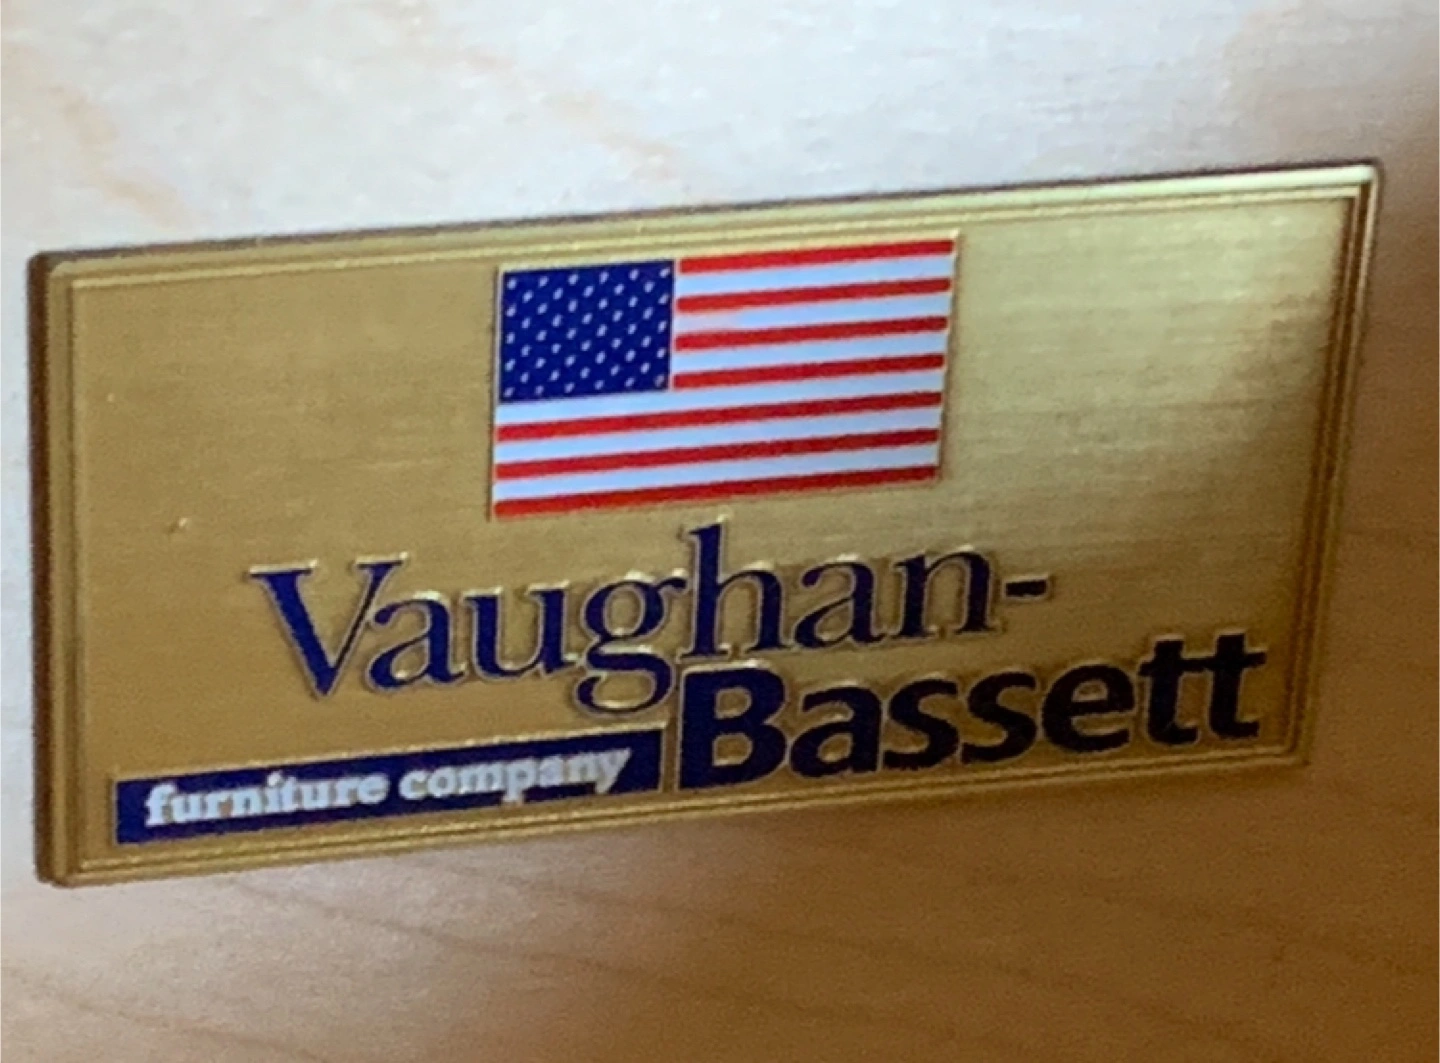 Vaughan-
Bassett
furniture company